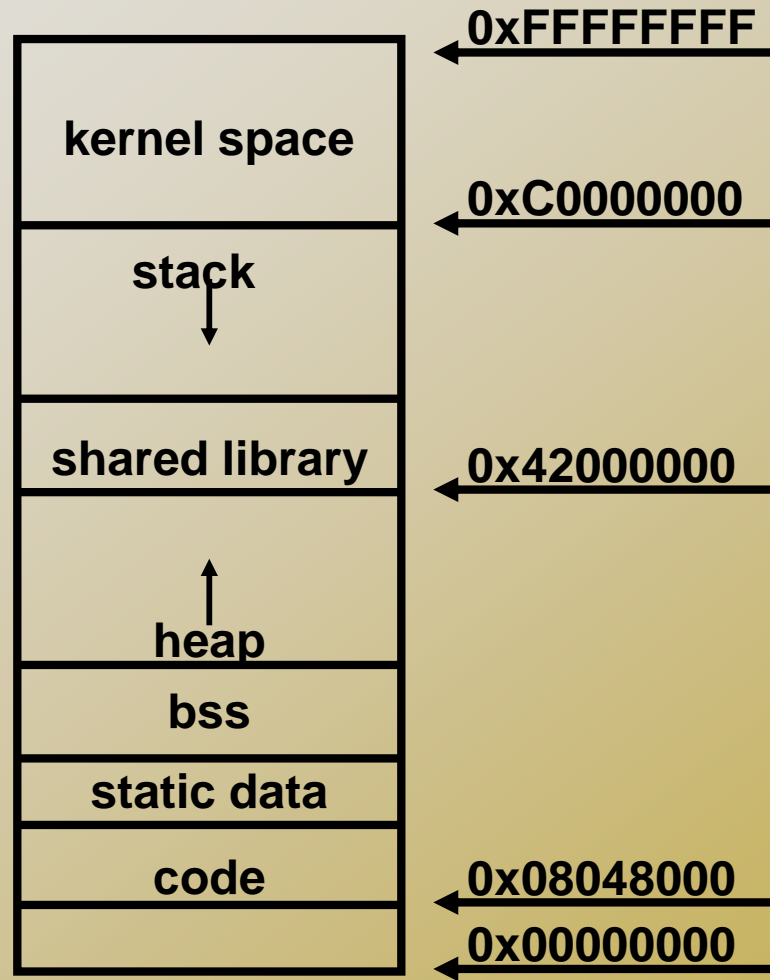 0xFFFFFFFF
kernel space
0xC0000000
stack
shared library
0x42000000
heap
bss
static data
code
0x08048000
0x00000000